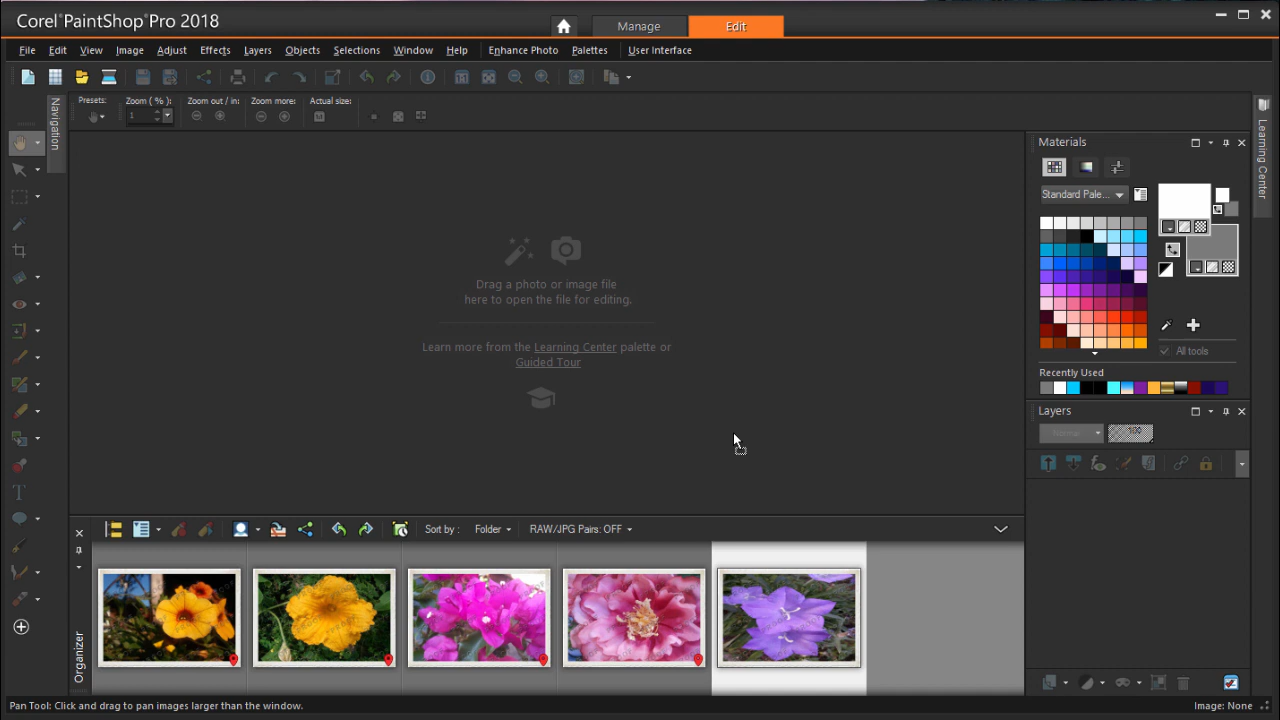 Corel®PaintShop®Pro 2018
Manage
Edit
File Edit View Image Adjust Effects Layers Objects Selections Window Help Enhance Photo Palettes User Interface
Presets: Zoom ( % ): Zoom out / in: Zoom more: Actual size:
1
Navigation
Learning Center
Drag a photo or image file
here to open the file for editing.
Learn more from the Learning Center palette or
Guided Tour
Materials
Standard Pale...
All tools
Recently Used
Layers
Normal
100
Sort by : Folder RAW/JPG Pairs: OFF
Organizer
Pan Tool: Click and drag to pan images larger than the window.
Image: None